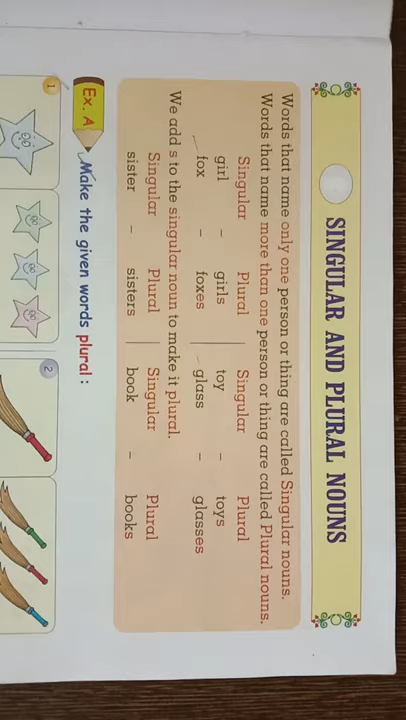 SINGULAR AND PLURAL NOUNS
Words that name only one person or thing are called Singular nouns.
Words that name more than one person or thing are called Plural nouns.
Singular Plural Singular Plural
girl – girls toy – toys
fox – foxes glass – glasses
We add s to the singular noun to make it plural.
Singular Plural Singular Plural
sister – sisters book – books
Ex. A Make the given words plural :
1 2